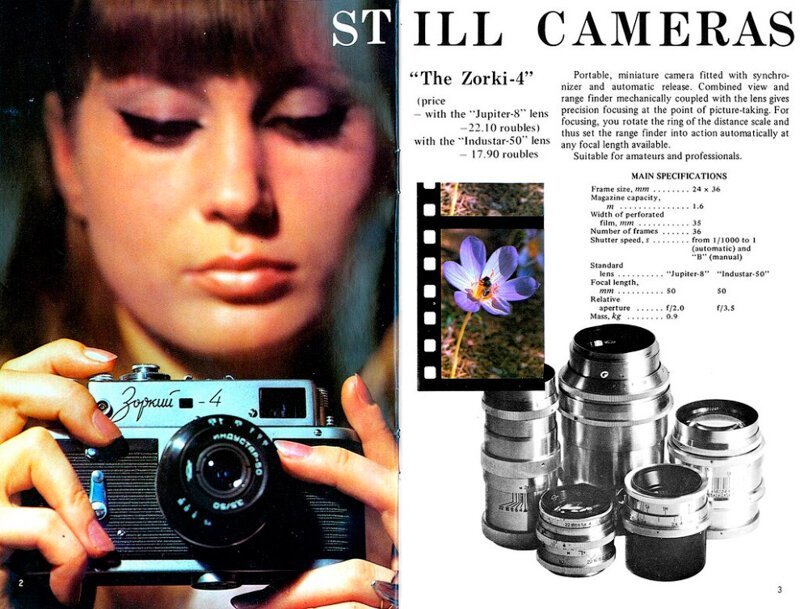 STILL CAMERAS
"The Zorki-4"
(price
– with the "Jupiter-8" lens
–22.10 roubles)
with the "Industar-50" lens
– 17.90 roubles
Portable, miniature camera fitted with synchro-
nizer and automatic release. Combined view and
range finder mechanically coupled with the lens gives
precision focusing at the point of picture-taking. For
focusing, you rotate the ring of the distance scale and
thus set the range finder into action automatically at
any focal length available.
Suitable for amateurs and professionals.
MAIN SPECIFICATIONS
Frame size, mm ........ 24 x 36
Magazine capacity,
m .............. 1.6
Width of perforated
film, mm ........... 35
Number of frames ...... 36
Shutter speed, s ........ from 1/1000 to 1
(automatic) and
"B" (manual)
Standard
lens .......... "Jupiter-8" "Industar-50"
Focal length,
mm .......... 50 50
Relative
aperture ...... f/2.0 f/3.5
Mass, kg ....... 0.9
Зоркий -4
ИНДУСТАР-50
3,5/50
2
3